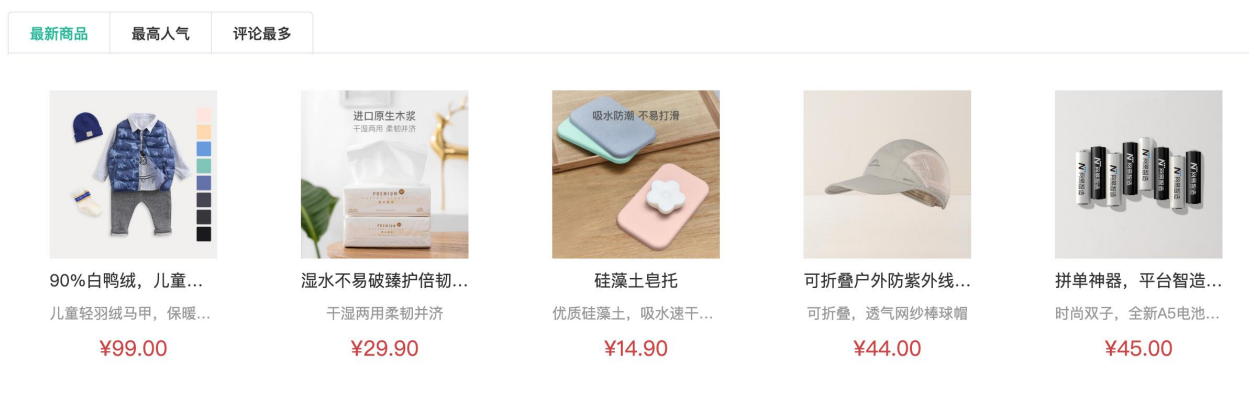 最新商品
最高人气
评论最多
进口原生木浆
干湿两用 柔韧并济
PREMIUM
PREMIUM
吸水防潮 不易打滑
N 网易智造
90%白鸭绒，儿童...
湿水不易破臻护倍韧...
硅藻土皂托
可折叠户外防紫外线...
拼单神器，平台智造...
儿童轻羽绒马甲，保暖...
干湿两用柔韧并济
优质硅藻土，吸水速干...
可折叠，透气网纱棒球帽
时尚双子，全新A5电池...
¥99.00
¥29.90
¥14.90
¥44.00
¥45.00